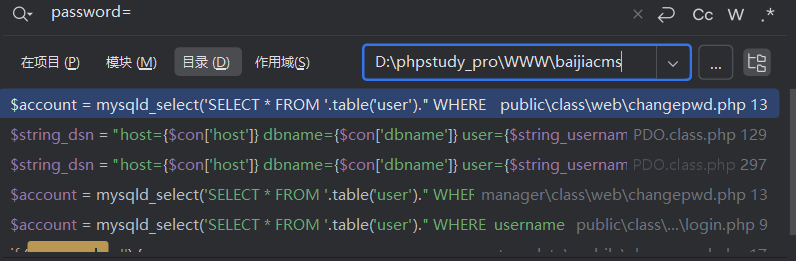 password=
Cc W .*
在项目 (P) 模块 (M) 目录 (D) 作用域(S) D:\phpstudy_pro\WWW\baijiacms ...
$account = mysqld_select('SELECT * FROM '.table('user')." WHERE public\class\web\changepwd.php 13
$string_dsn = "host={$con['host']} dbname={$con['dbname']} user={$string_usernam PDO.class.php 129
$string_dsn = "host={$con['host']} dbname={$con['dbname']} user={$string_usernam PDO.class.php 297
$account = mysqld_select('SELECT * FROM '.table('user')." WHEF manager\class\web\changepwd.php 13
$account = mysqld_select('SELECT * FROM '.table('user')." WHERE username public\class\...\login.php 9